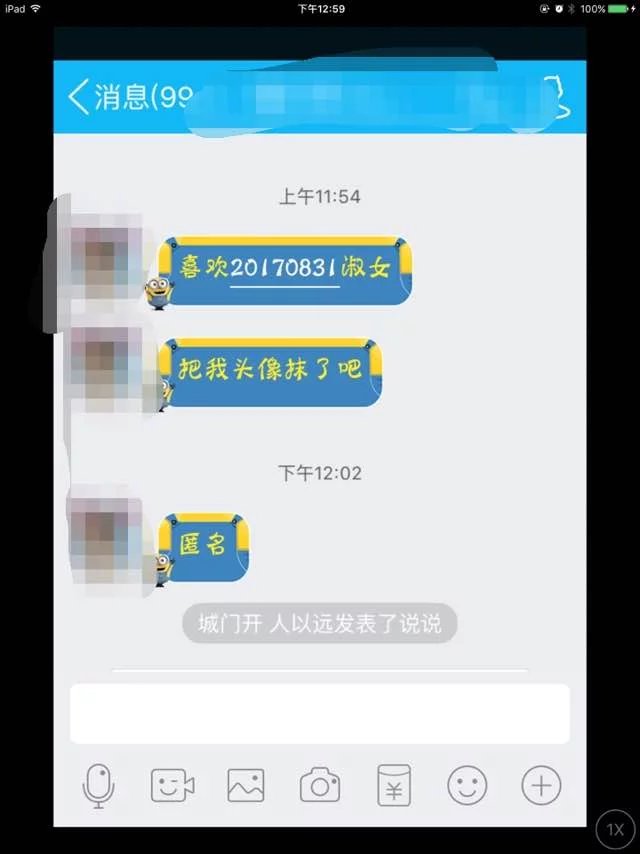 iPad
下午12:59
100%
消息(99
上午11:54
喜欢20170831淑女
把我头像抹了吧
下午12:02
匿名
城门开 人以远发表了说说
¥
1X